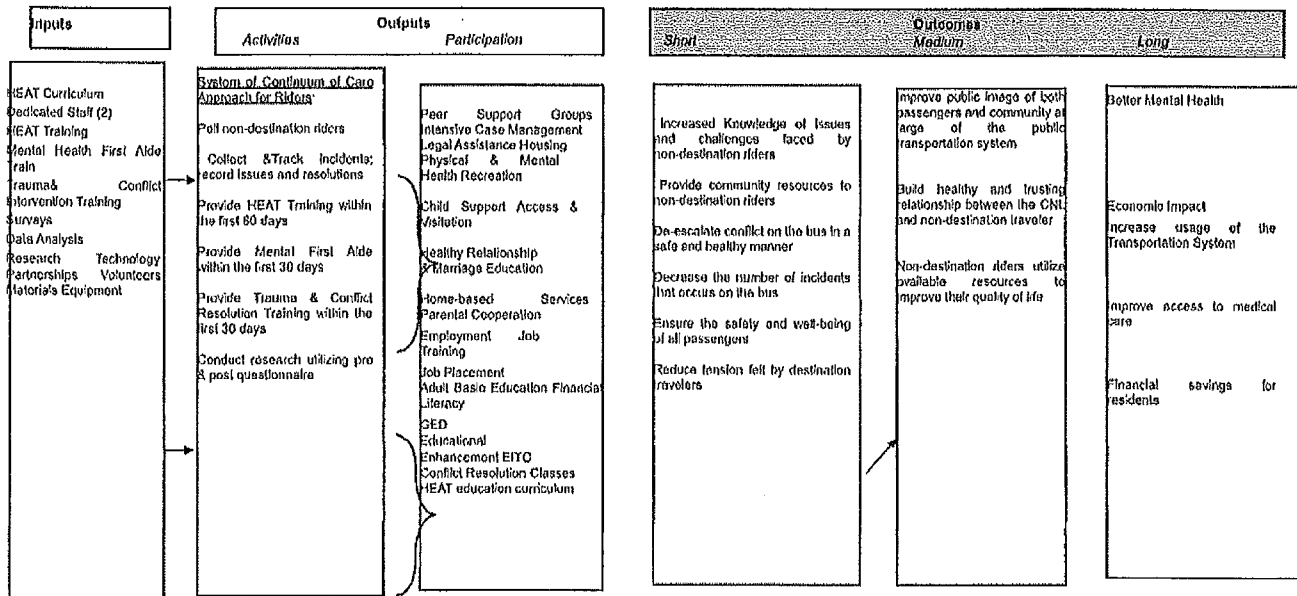 Inputs
Outputs
Activities Participation
Outcomes
Short Medium Long
HEAT Curriculum
Dedicated Staff (2)
HEAT Training
Mental Health First Aide
Train
Trauma& Conflict
Intervention Training
Surveys
Data Analysis
Research Technology
Partnerships Volunteers
Materials Equipment
System of Continuum of Care
Approach for Riders
Poll non-destination riders
Collect &Track Incidents;
record issues and resolutions
Provide HEAT Training within
the first 60 days
Provide Mental First Aide
within the first 30 days
Provide Trauma & Conflict
Resolution Training within the
first 30 days
Conduct research utilizing pre
& post questionnaire
Peer Support Groups
Intensive Case Management
Legal Assistance Housing
Physical & Mental
Health Recreation
Child Support Access &
Visitation
Healthy Relationship
& Marriage Education
Home-based Services
Parental Cooperation
Employment Job
Training
Job Placement
Adult Basic Education Financial
Literacy
GED
Educational
Enhancement EITC
Conflict Resolution Classes
HEAT education curriculum
Increased Knowledge of Issues
and challenges faced by
non-destination riders
Provide community resources to
non-destination riders
De-escalate conflict on the bus in a
safe and healthy manner
Decrease the number of incidents
that occurs on the bus
Ensure the safety and well-being
of all passengers
Reduce tension felt by destination
travelers
Improve public image of both
passengers and community at
large of the public
transportation system
Build healthy and trusting
relationship between the CNL
and non-destination traveler
Non-destination riders utilize
available resources to
improve their quality of life
Better Mental Health
Economic Impact
Increase usage of the
Transportation System
Improve access to medical
care
Financial savings for
residents